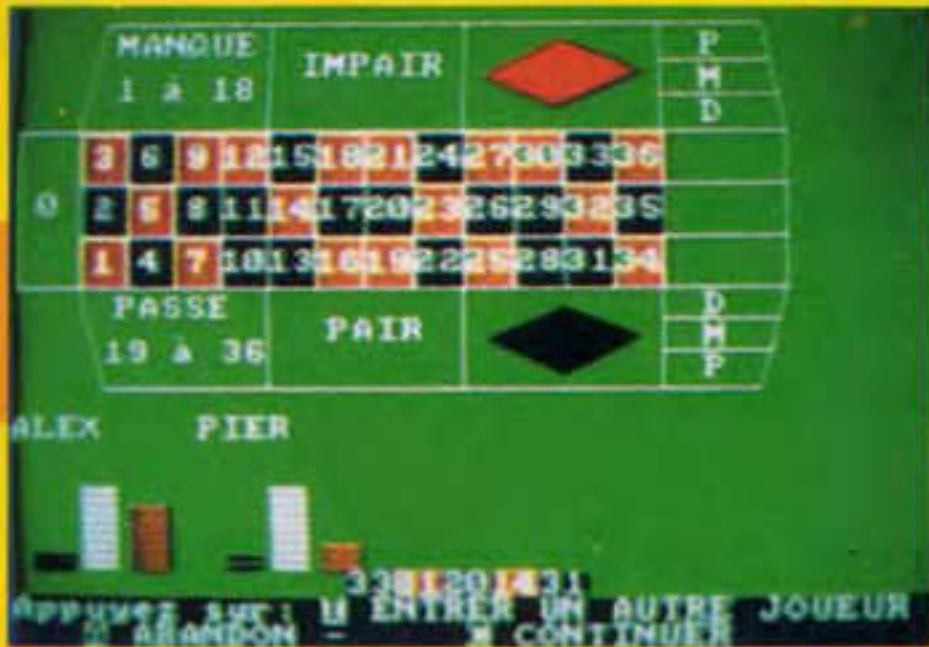 MANQUE
1 à 18
IMPAIR
P
M
D
3 6 9 12 15 18 21 24 27 30 33 36
0
2 5 8 11 14 17 20 23 26 29 32 35
1 4 7 10 13 16 19 22 25 28 31 34
PASSE
19 à 36
PAIR
D
M
P
ALEX PIER
Appuyez sur: ENTRER UN AUTRE JOUEUR
ABANDON - CONTINUER